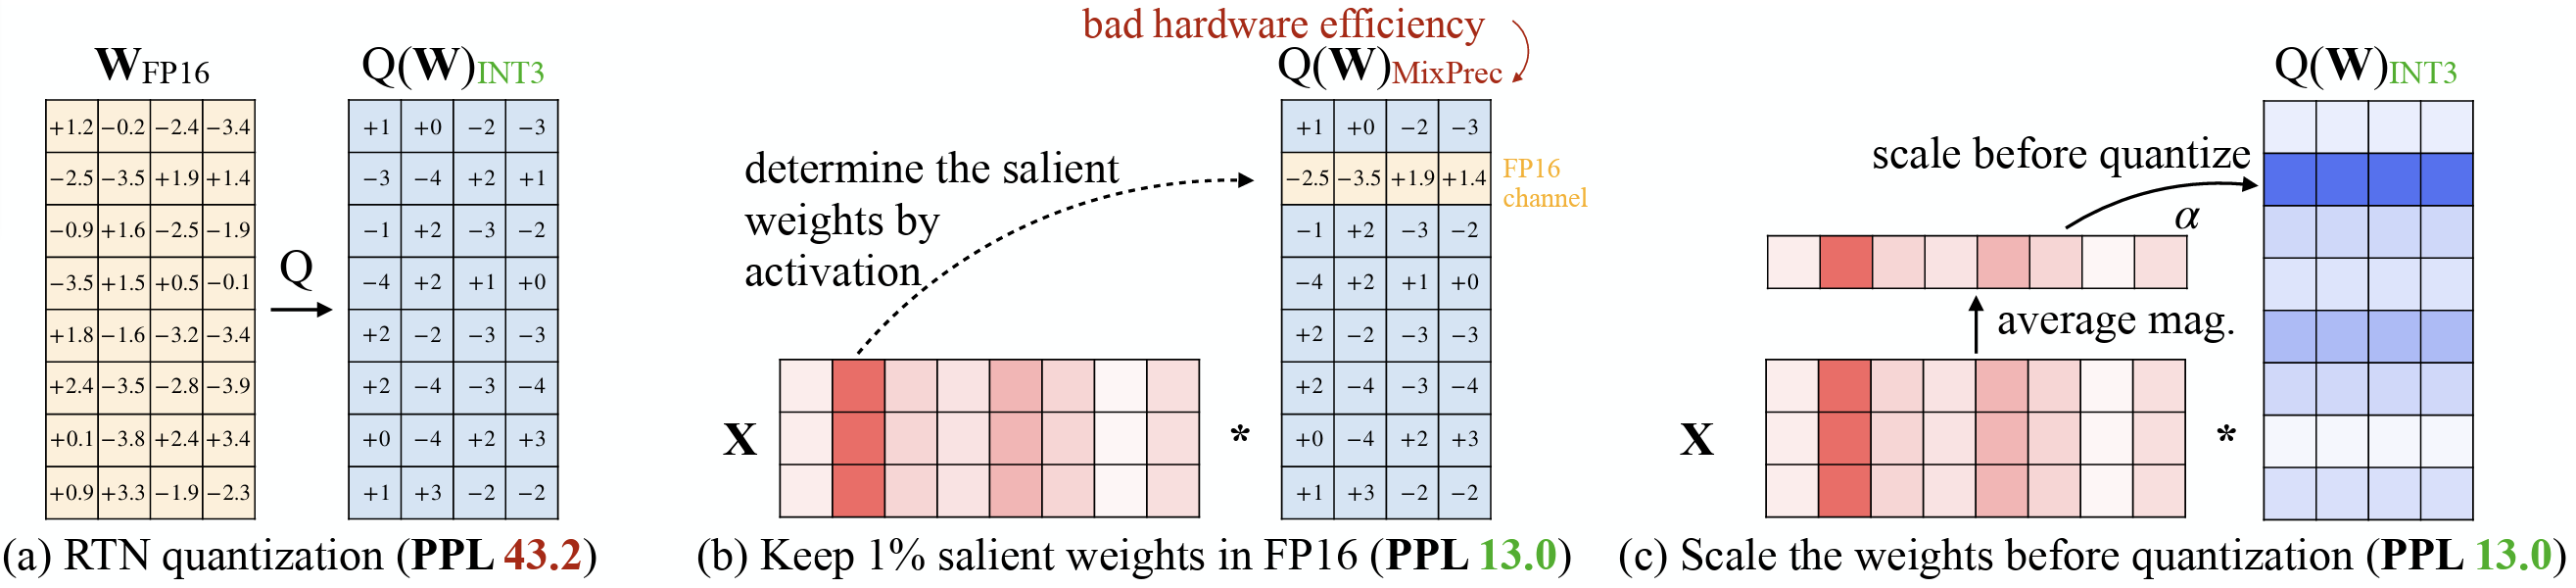 bad hardware efficiency
W FP16
Q(W) INT3
Q(W) MixPrec
Q(W) INT3
+1.2 −0.2 −2.4 −3.4
−2.5 −3.5 +1.9 +1.4
−0.9 +1.6 −2.5 −1.9
−3.5 +1.5 +0.5 −0.1
+1.8 −1.6 −3.2 −3.4
+2.4 −3.5 −2.8 −3.9
+0.1 −3.8 +2.4 +3.4
+0.9 +3.3 −1.9 −2.3
Q
+1 +0 −2 −3
−3 −4 +2 +1
−1 +2 −3 −2
−4 +2 +1 +0
+2 −2 −3 −3
+2 −4 −3 −4
+0 −4 +2 +3
+1 +3 −2 −2
determine the salient
weights by
activation
X
*
+1 +0 −2 −3
−2.5 −3.5 +1.9 +1.4
−1 +2 −3 −2
−4 +2 +1 +0
+2 −2 −3 −3
+2 −4 −3 −4
+0 −4 +2 +3
+1 +3 −2 −2
FP16
channel
scale before quantize
α
average mag.
X
*
(a) RTN quantization (PPL 43.2)
(b) Keep 1% salient weights in FP16 (PPL 13.0)
(c) Scale the weights before quantization (PPL 13.0)